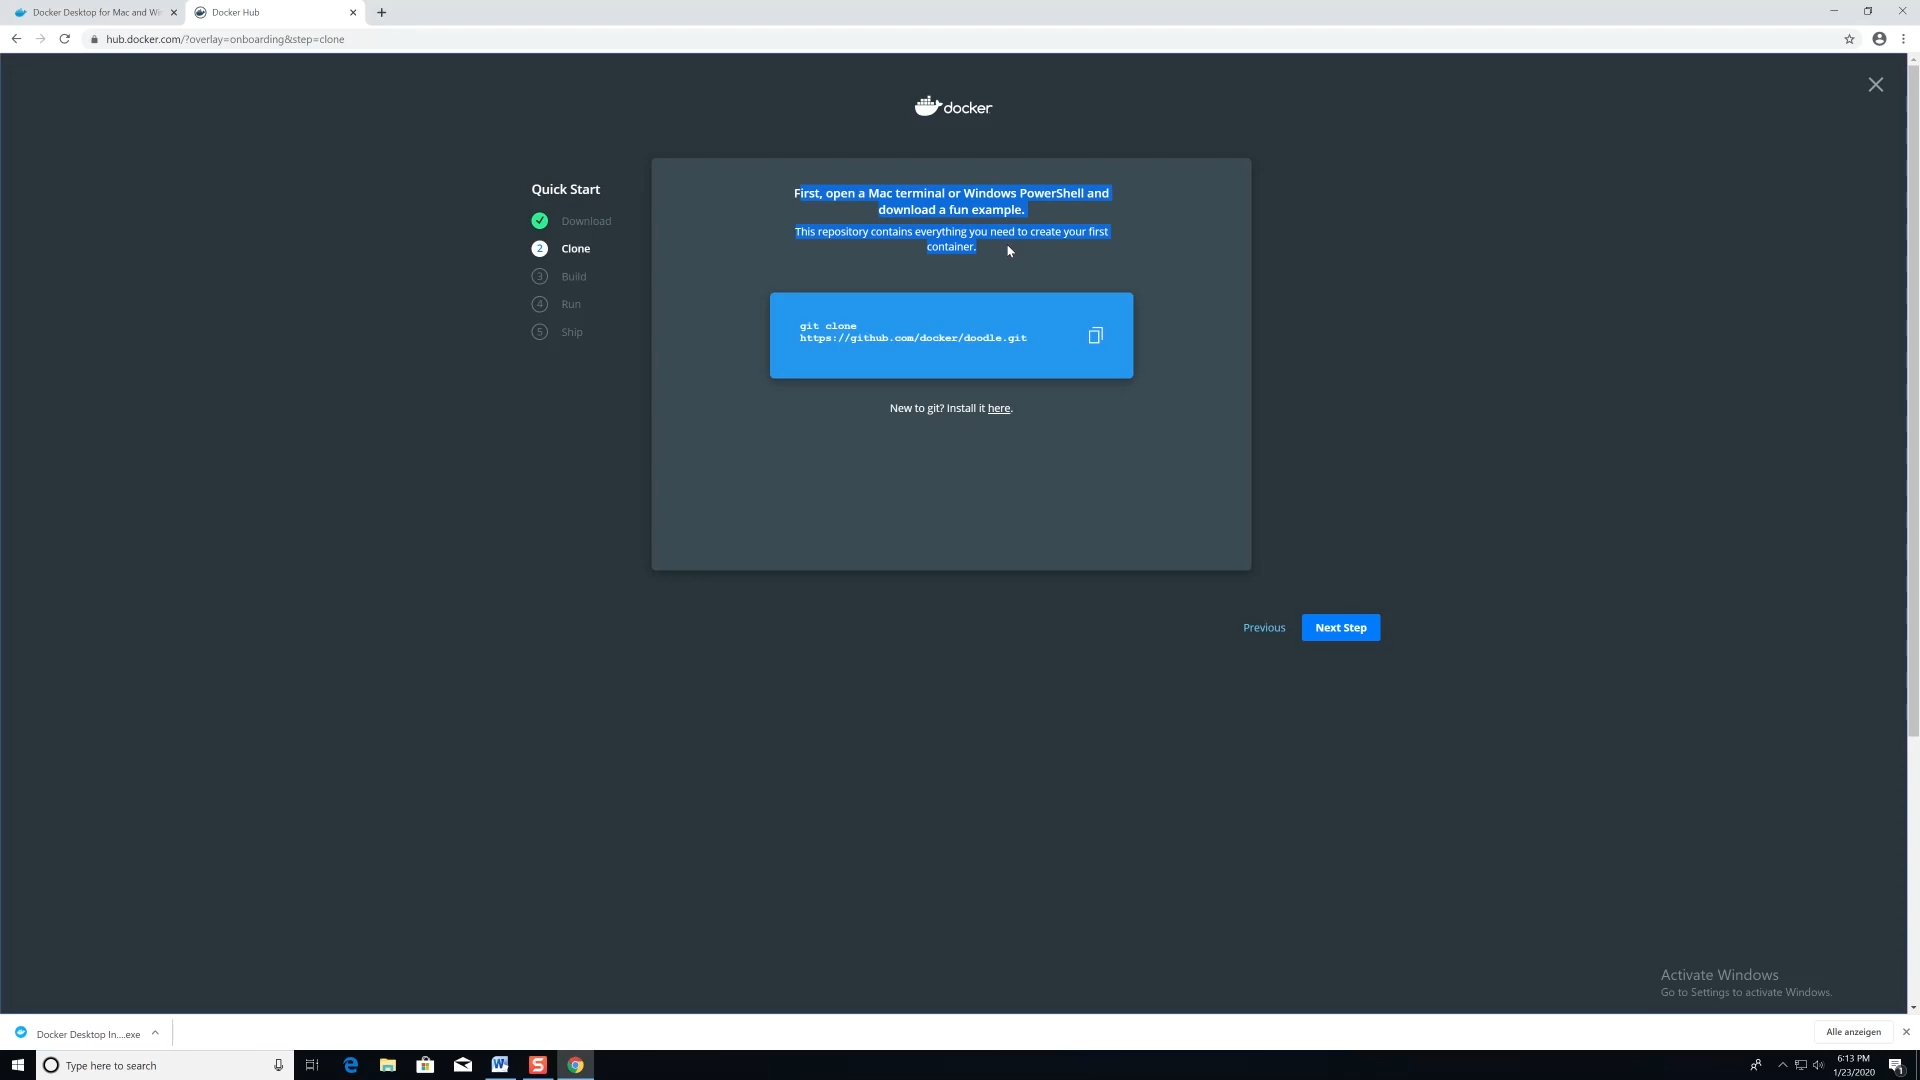 Docker Desktop for Mac and Wi
Docker Hub
hub.docker.com/?overlay=onboarding&step=clone
docker
Quick Start
Download
2 Clone
3 Build
4 Run
5 Ship
First, open a Mac terminal or Windows PowerShell and
download a fun example.
This repository contains everything you need to create your first
container.
git clone
https://github.com/docker/doodle.git
New to git? Install it here.
Previous
Next Step
Activate Windows
Go to Settings to activate Windows.
Docker Desktop In....exe
Alle anzeigen
Type here to search
W
S
6:13 PM
1/23/2020
1